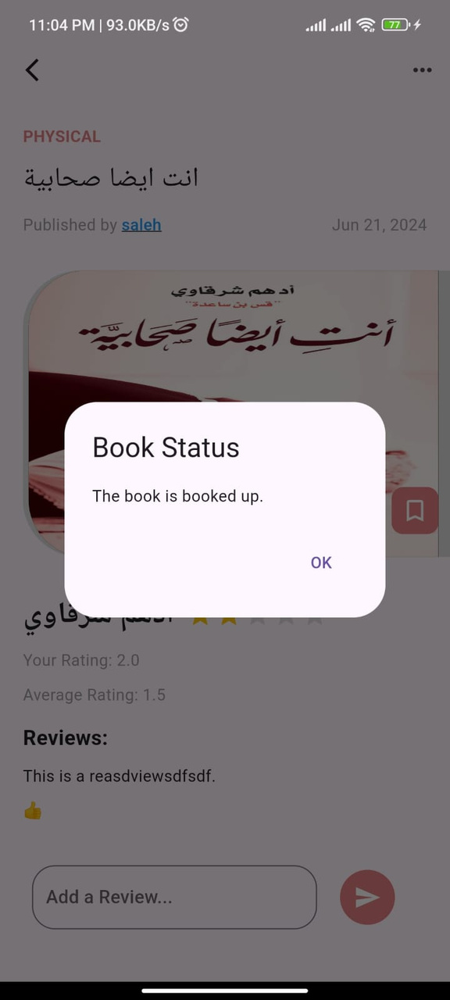 11:04 PM | 93.0KB/s
77
PHYSICAL
انت ايضا صحابية
Published by saleh
Jun 21, 2024
أدهم شرقاوي
"قس بن ساعدة"
أنتِ أيضًا صَحَابيَّة
Book Status
The book is booked up.
OK
ادهم شرقاوي
Your Rating: 2.0
Average Rating: 1.5
Reviews:
This is a reasdviewsdfsdf.
👍
Add a Review...